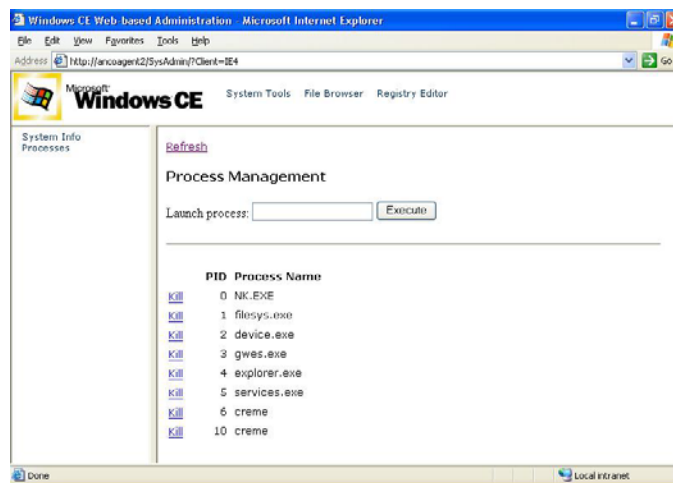 Windows CE Web-based Administration - Microsoft Internet Explorer
File Edit View Favorites Tools Help
Address http://ancoagent2/SysAdmin/?Client=IE4 Go
Microsoft
Windows CE System Tools File Browser Registry Editor
System Info
Processes
Refresh
Process Management
Launch process: Execute
PID Process Name
Kill 0 NK.EXE
Kill 1 filesys.exe
Kill 2 device.exe
Kill 3 gwes.exe
Kill 4 explorer.exe
Kill 5 services.exe
Kill 6 creme
Kill 10 creme
Done Local intranet